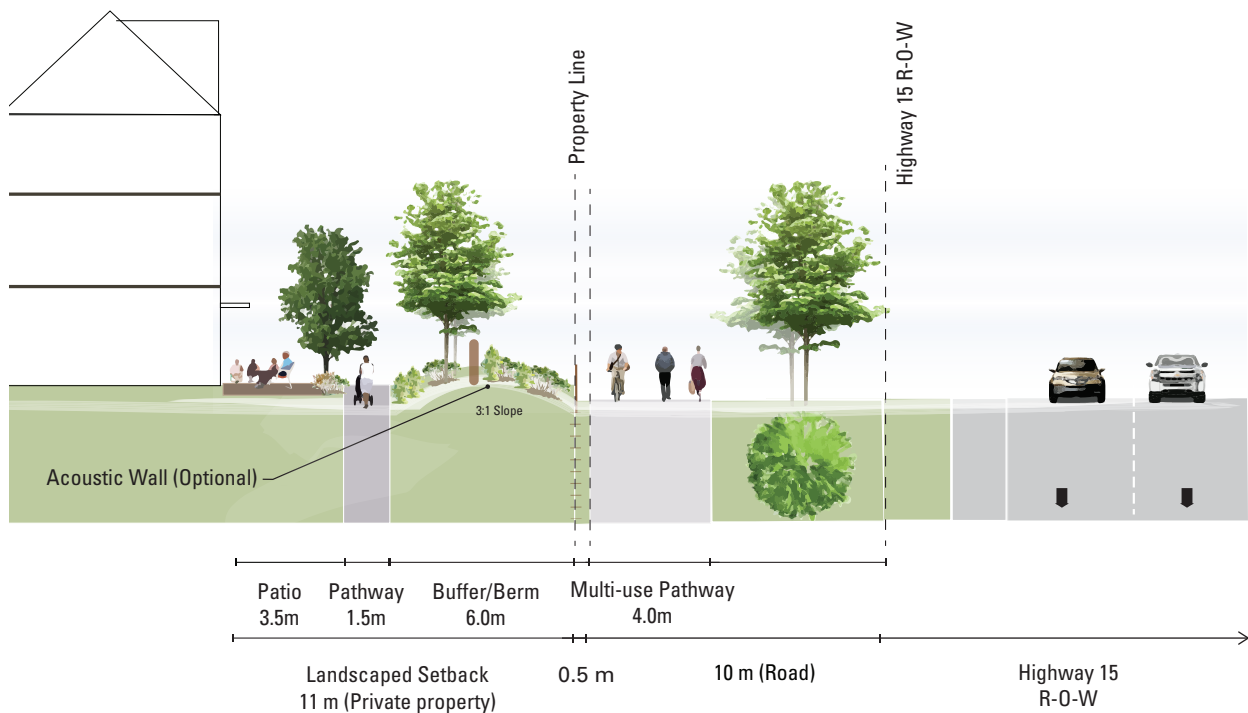 Property Line
Highway 15 R-O-W
3:1 Slope
Acoustic Wall (Optional)
Patio
3.5m
Pathway
1.5m
Buffer/Berm
6.0m
Multi-use Pathway
4.0m
Landscaped Setback
11 m (Private property)
0.5 m
10 m (Road)
Highway 15
R-O-W